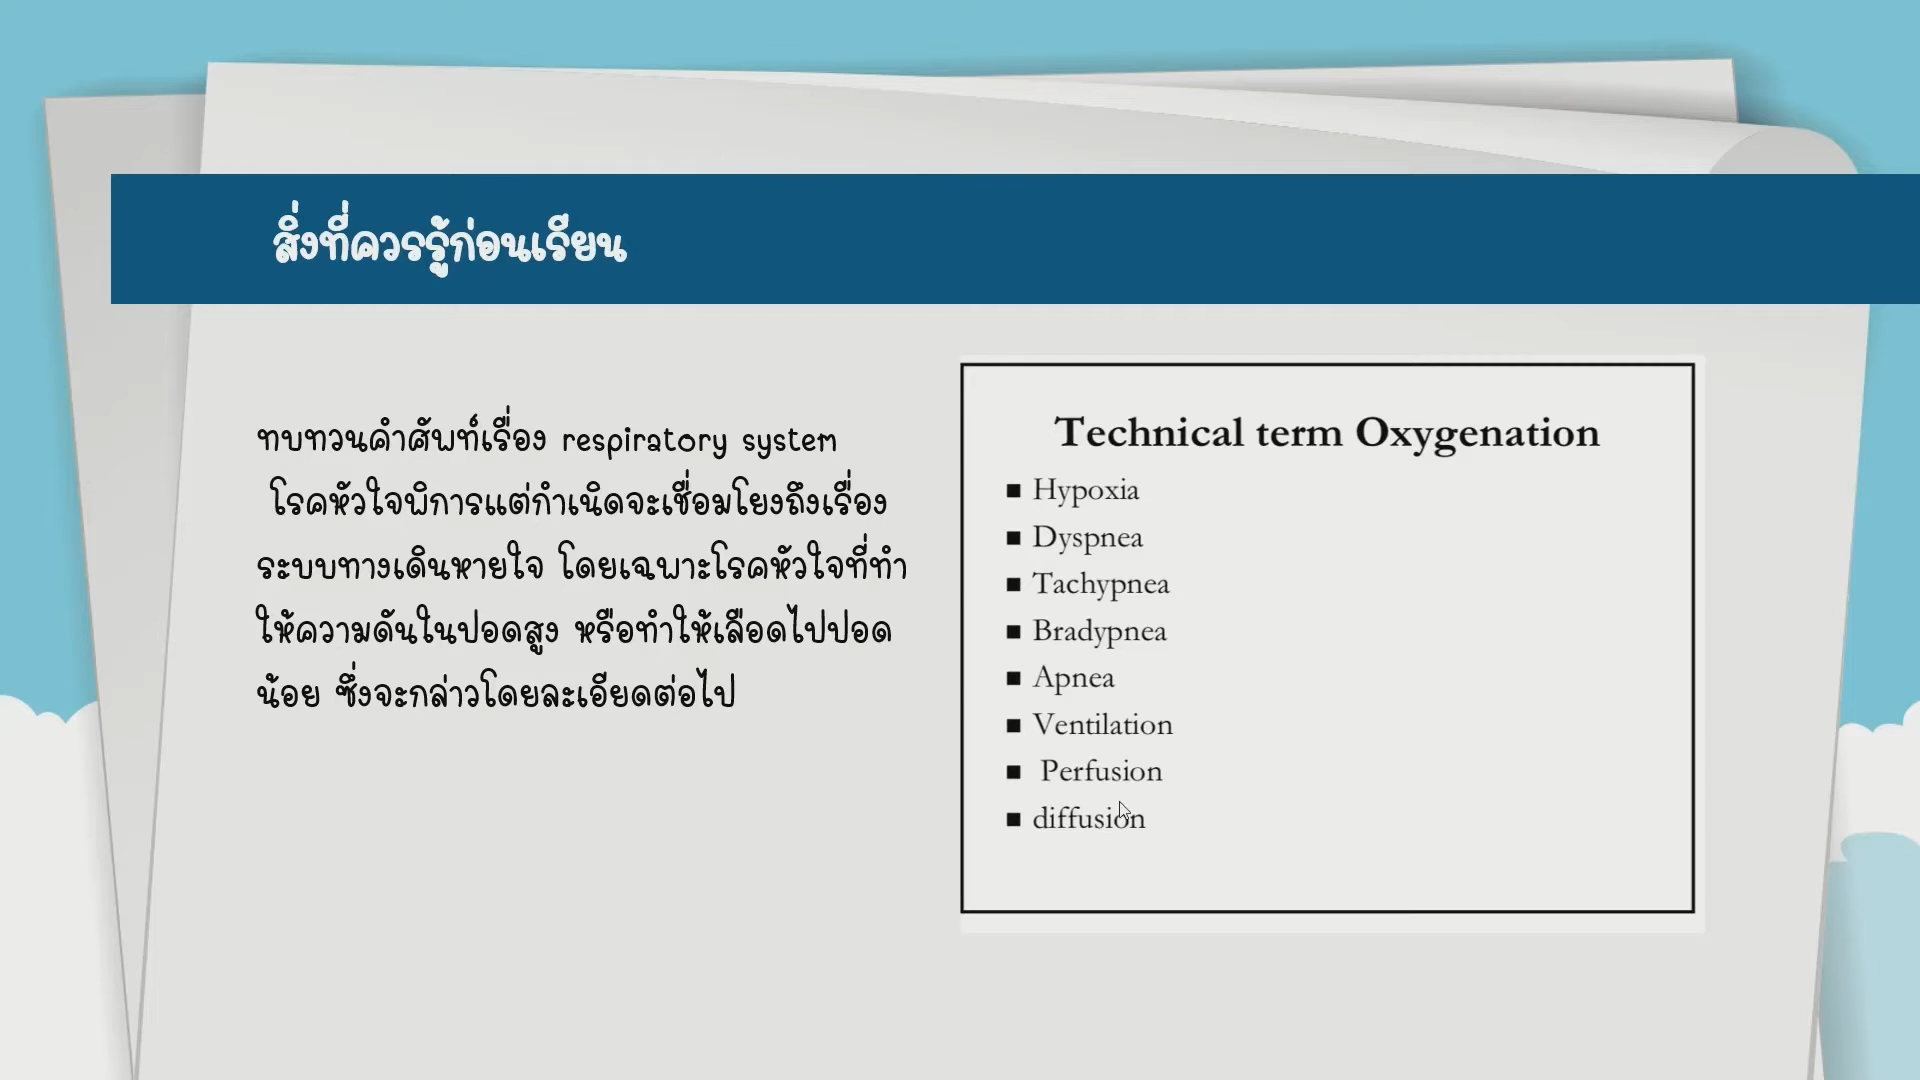 สิ่งที่ควรรู้ก่อนเรียน
ทบทวนคำศัพท์เรื่อง respiratory system
โรคหัวใจพิการแต่กำเนิดจะเชื่อมโยงถึงเรื่อง
ระบบทางเดินหายใจ โดยเฉพาะโรคหัวใจที่ทำ
ให้ความดันในปอดสูง หรือทำให้เลือดไปปอด
น้อย ซึ่งจะกล่าวโดยละเอียดต่อไป
Technical term Oxygenation
■ Hypoxia
■ Dyspnea
■ Tachypnea
■ Bradypnea
■ Apnea
■ Ventilation
■ Perfusion
■ diffusion